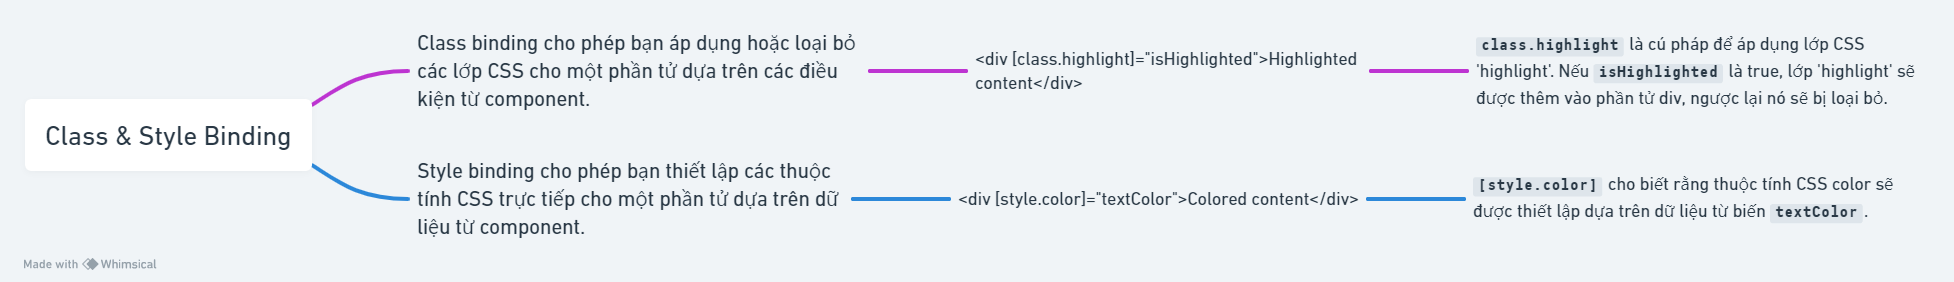 Class & Style Binding
Class binding cho phép bạn áp dụng hoặc loại bỏ
các lớp CSS cho một phần tử dựa trên các điều
kiện từ component.
<div [class.highlight]="isHighlighted">Highlighted
content</div>
class.highlight là cú pháp để áp dụng lớp CSS
'highlight'. Nếu isHighlighted là true, lớp 'highlight' sẽ
được thêm vào phần tử div, ngược lại nó sẽ bị loại bỏ.
Style binding cho phép bạn thiết lập các thuộc
tính CSS trực tiếp cho một phần tử dựa trên dữ
liệu từ component.
<div [style.color]="textColor">Colored content</div>
[style.color] cho biết rằng thuộc tính CSS color sẽ
được thiết lập dựa trên dữ liệu từ biến textColor.
Made with Whimsical